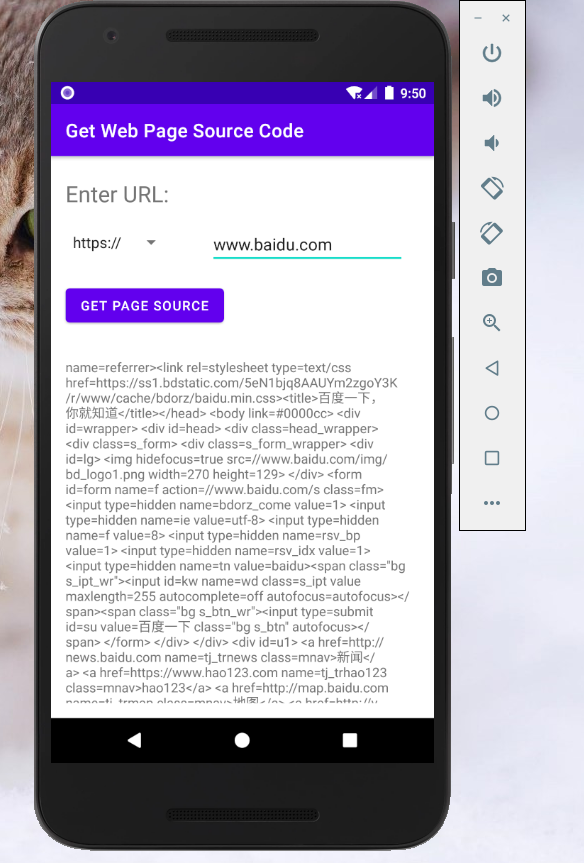 9:50
Get Web Page Source Code
Enter URL:
https:// www.baidu.com
GET PAGE SOURCE
name=referrer><link rel=stylesheet type=text/css
href=https://ss1.bdstatic.com/5eN1bjq8AAUYm2zgoY3K
/r/www/cache/bdorz/baidu.min.css><title>百度一下，
你就知道</title></head> <body link=#0000cc> <div
id=wrapper> <div id=head> <div class=head_wrapper>
<div class=s_form> <div class=s_form_wrapper> <div
id=lg> <img hidefocus=true src=//www.baidu.com/img/
bd_logo1.png width=270 height=129> </div> <form
id=form name=f action=//www.baidu.com/s class=fm>
<input type=hidden name=bdorz_come value=1> <input
type=hidden name=ie value=utf-8> <input type=hidden
name=f value=8> <input type=hidden name=rsv_bp
value=1> <input type=hidden name=rsv_idx value=1>
<input type=hidden name=tn value=baidu><span class="bg
s_ipt_wr"><input id=kw name=wd class=s_ipt value
maxlength=255 autocomplete=off autofocus=autofocus></
span><span class="bg s_btn_wr"><input type=submit
id=su value=百度一下 class="bg s_btn" autofocus></
span> </form> </div> </div> <div id=u1> <a href=http://
news.baidu.com name=tj_trnews class=mnav>新闻</
a> <a href=https://www.hao123.com name=tj_trhao123
class=mnav>hao123</a> <a href=http://map.baidu.com
name=tj_trmap class=mnav>地图</a> <a href=http://v.